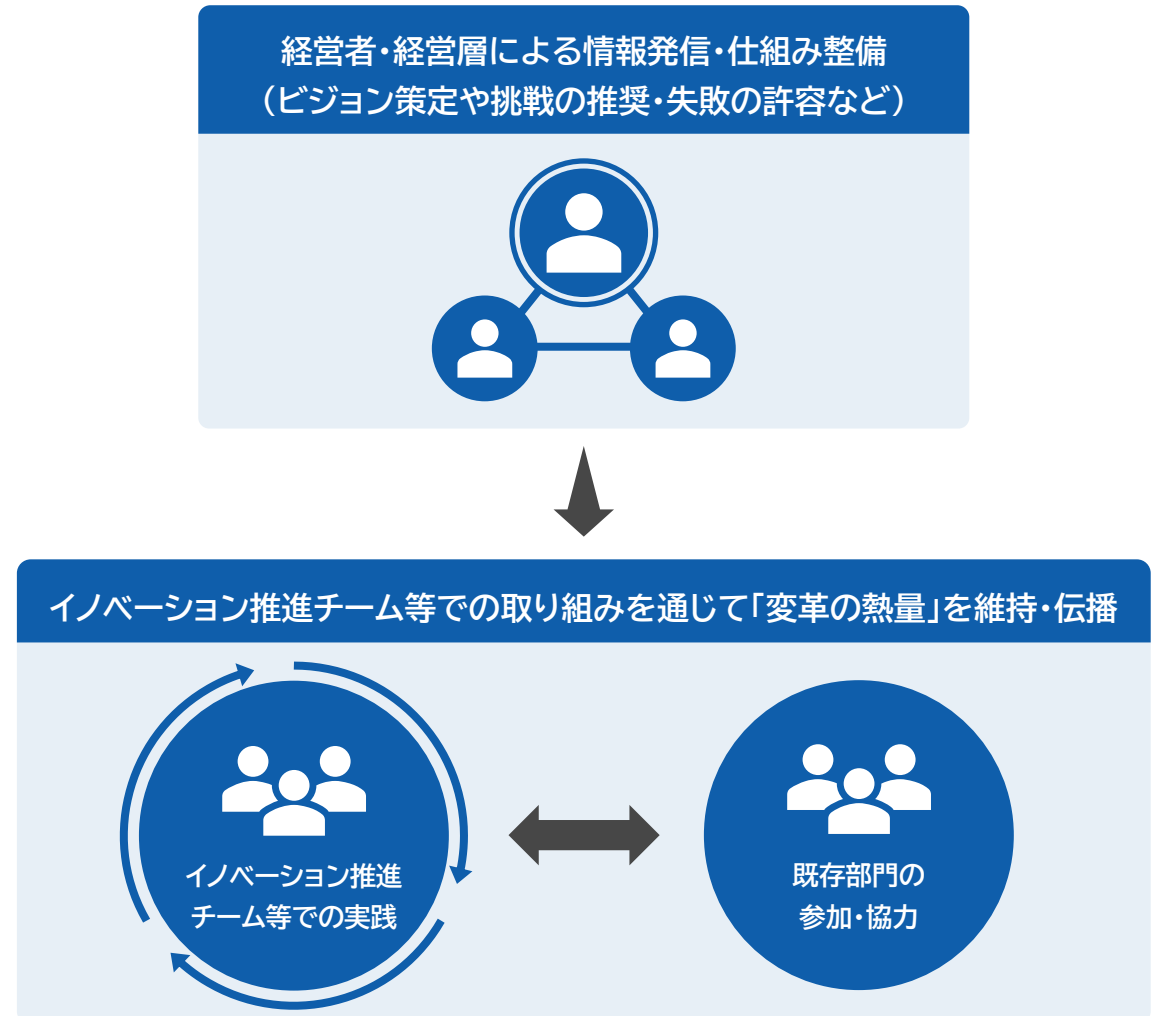 経営者・経営層による情報発信・仕組み整備
（ビジョン策定や挑戦の推奨・失敗の許容など）
イノベーション推進チーム等での取り組みを通じて「変革の熱量」を維持・伝播
イノベーション推進
チーム等での実践
既存部門の
参加・協力